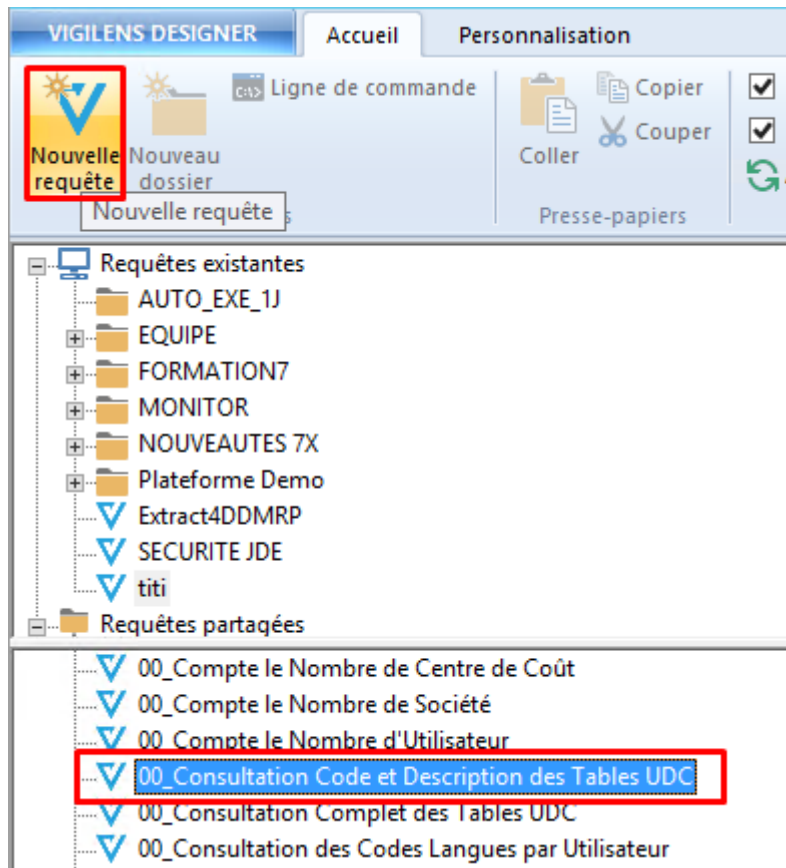 VIGILENS DESIGNER
Accueil
Personnalisation
Nouvelle requête
Nouveau dossier
C:\>
Ligne de commande
Coller
Copier
Couper
Nouvelle requête
s
Presse-papiers
Requêtes existantes
AUTO_EXE_1J
EQUIPE
FORMATION7
MONITOR
NOUVEAUTES 7X
Plateforme Demo
Extract4DDMRP
SECURITE JDE
titi
Requêtes partagées
00_Compte le Nombre de Centre de Coût
00_Compte le Nombre de Société
00_Compte le Nombre d'Utilisateur
00_Consultation Code et Description des Tables UDC
00_Consultation Complet des Tables UDC
00_Consultation des Codes Langues par Utilisateur